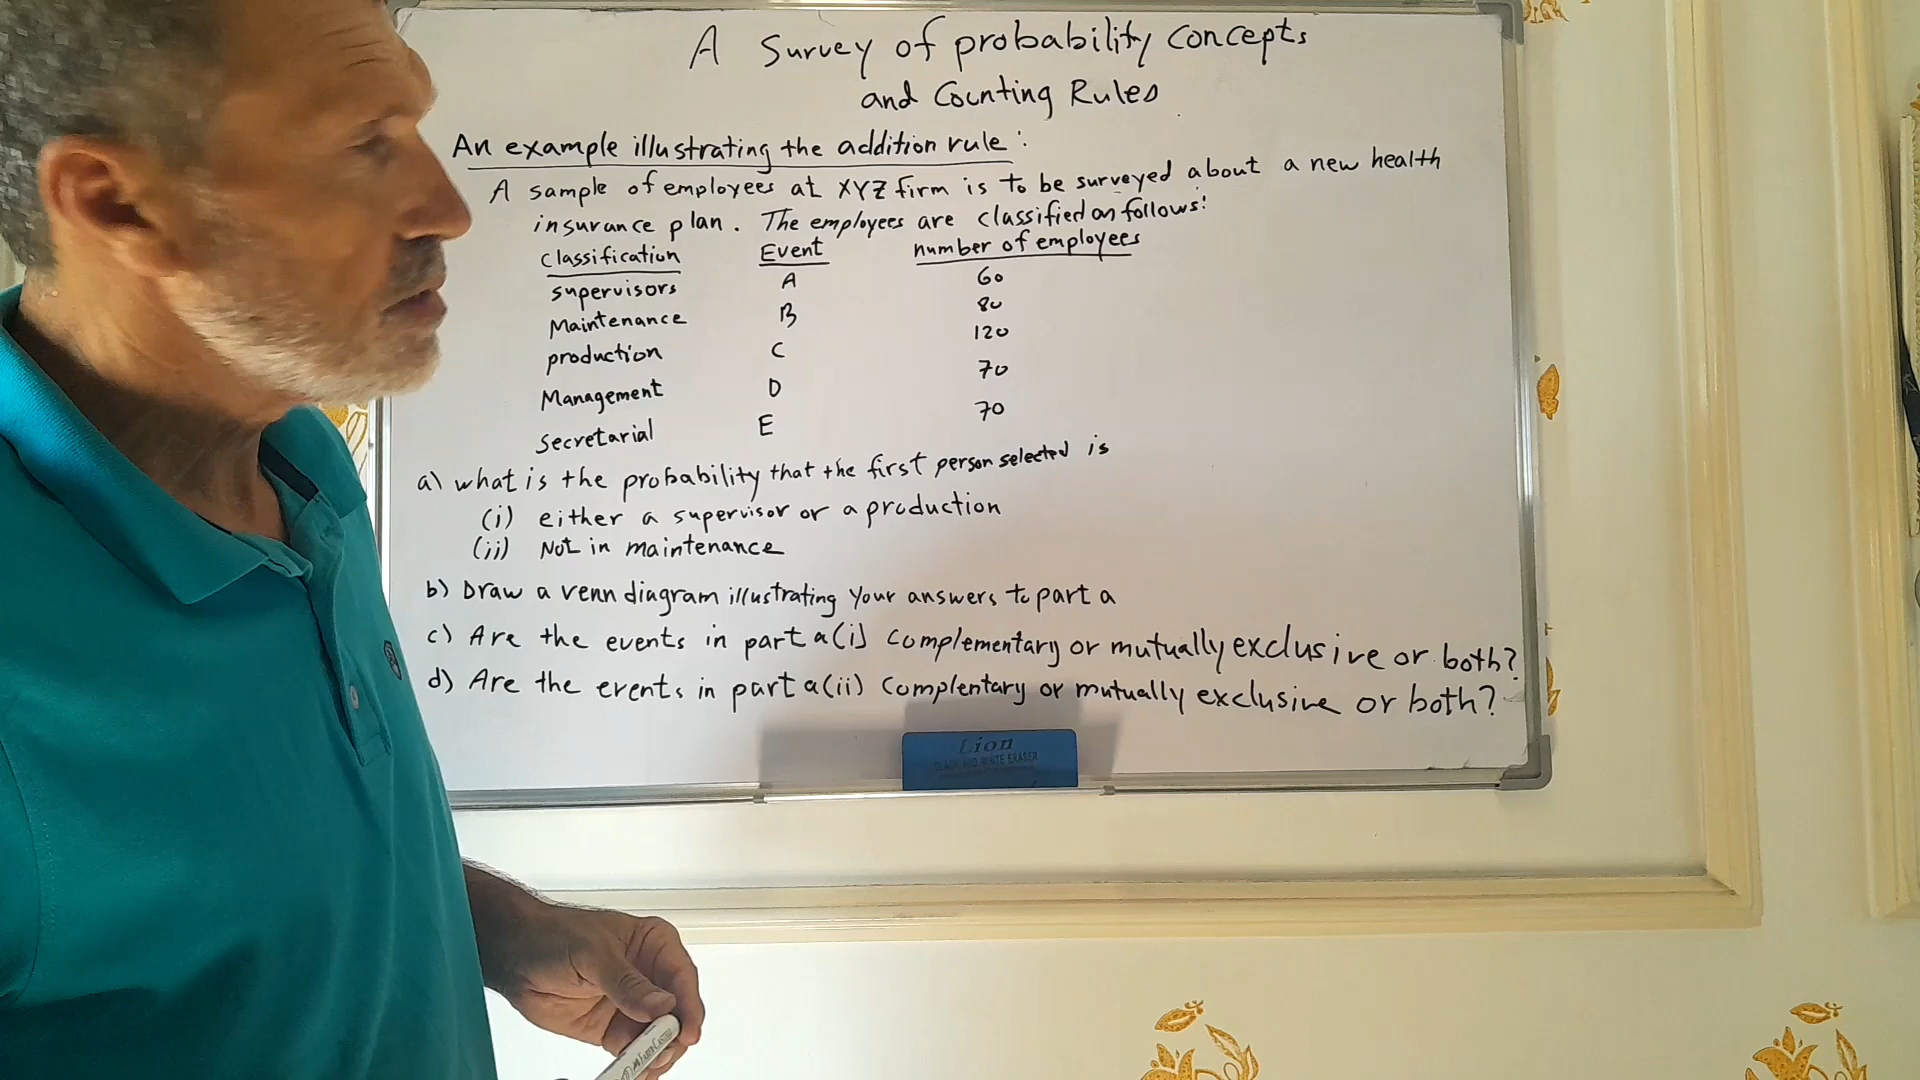 A Survey of probability concepts
and Counting Rules
An example illustrating the addition rule:
A sample of employees at XYZ firm is to be surveyed about a new health
insurance plan. The employees are classified as follows:
Classification Event number of employees
supervisors A 60
Maintenance B 80
production C 120
Management D 70
Secretarial E 70
a) what is the probability that the first person selected is
(i) either a supervisor or a production
(ii) Not in maintenance
b) Draw a venn diagram illustrating your answers to part a
c) Are the events in part a(i) complementary or mutually exclusive or both?
d) Are the events in part a(ii) complentary or mutually exclusive or both?
Lion
BLACK AND WHITE ERASER